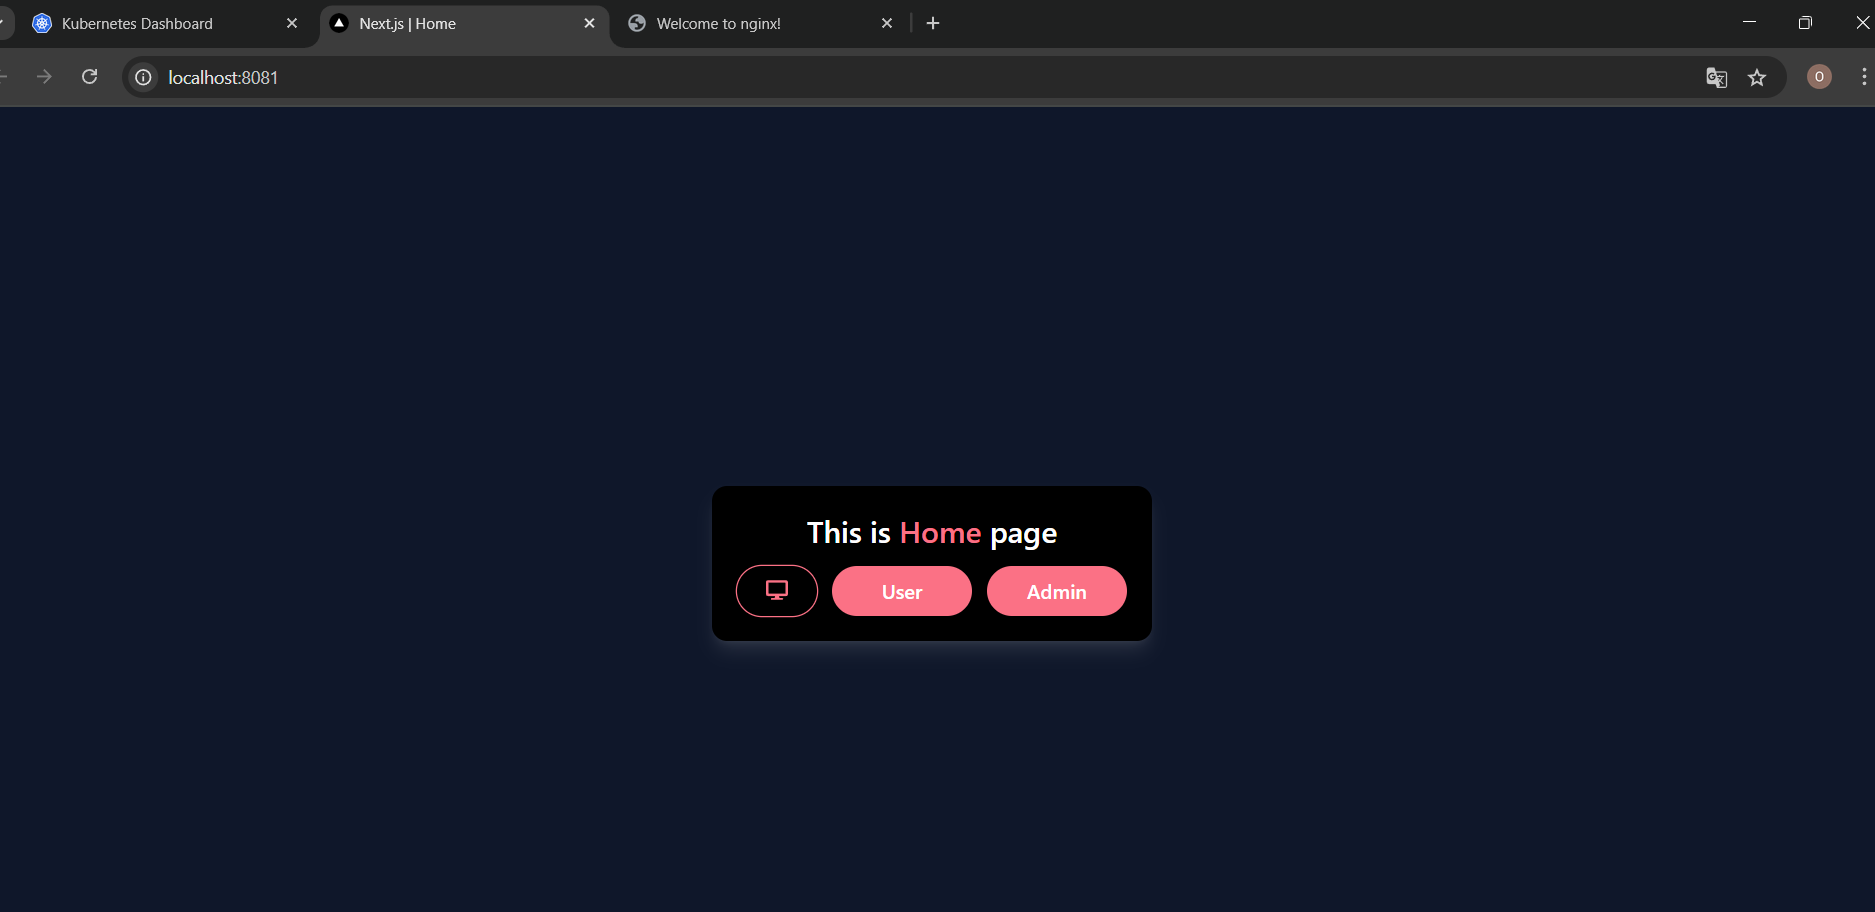 Kubernetes Dashboard
Next.js | Home
Welcome to nginx!
localhost:8081
O
This is Home page
User
Admin